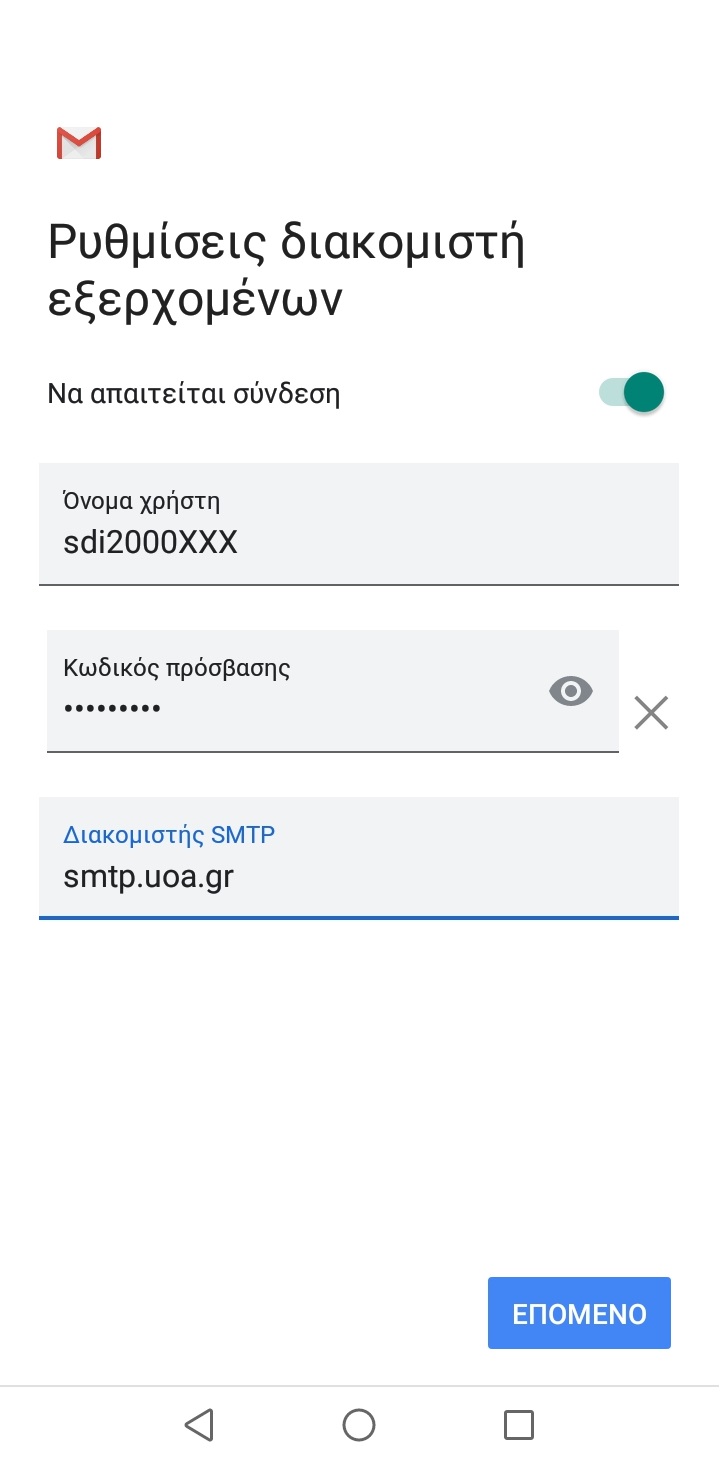 Ρυθμίσεις διακομιστή
εξερχομένων
Να απαιτείται σύνδεση
Όνομα χρήστη
sdi2000XXX
Κωδικός πρόσβασης
•••••••••
Διακομιστής SMTP
smtp.uoa.gr
ΕΠΟΜΕΝΟ